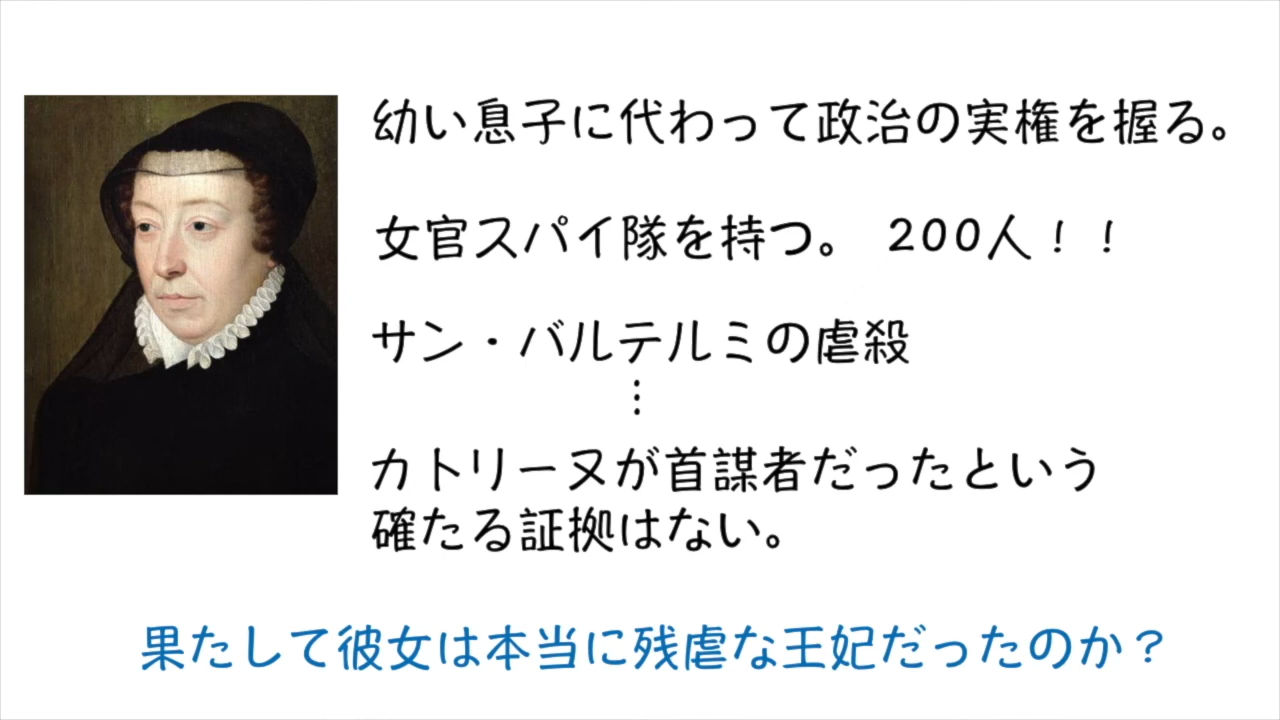 幼い息子に代わって政治の実権を握る。
女官スパイ隊を持つ。 200人！！
サン・バルテルミの虐殺
⋮
カトリーヌが首謀者だったという
確たる証拠はない。
果たして彼女は本当に残虐な王妃だったのか？